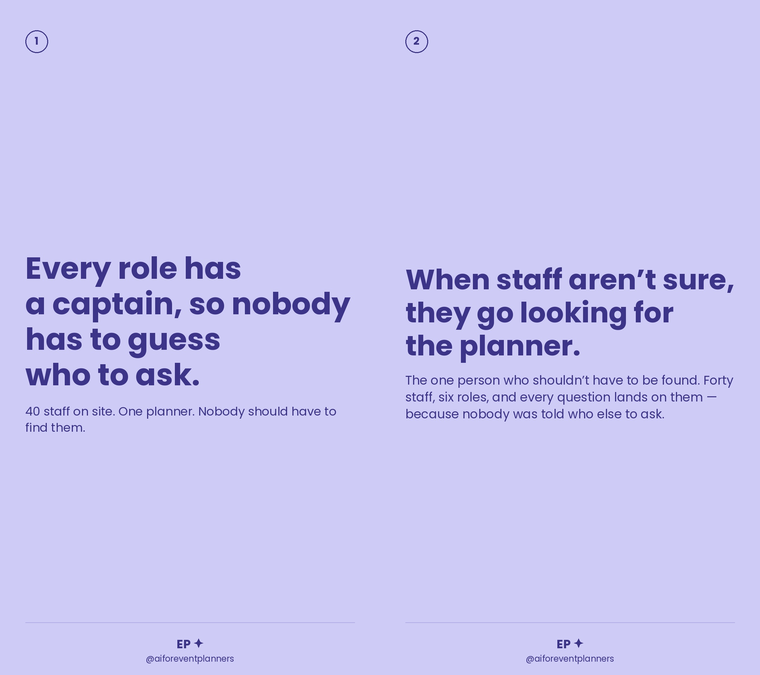 1
Every role has
a captain, so nobody
has to guess
who to ask.
40 staff on site. One planner. Nobody should have to
find them.
EP ✦
@aiforeventplanners
2
When staff aren’t sure,
they go looking for
the planner.
The one person who shouldn’t have to be found. Forty
staff, six roles, and every question lands on them —
because nobody was told who else to ask.
EP ✦
@aiforeventplanners